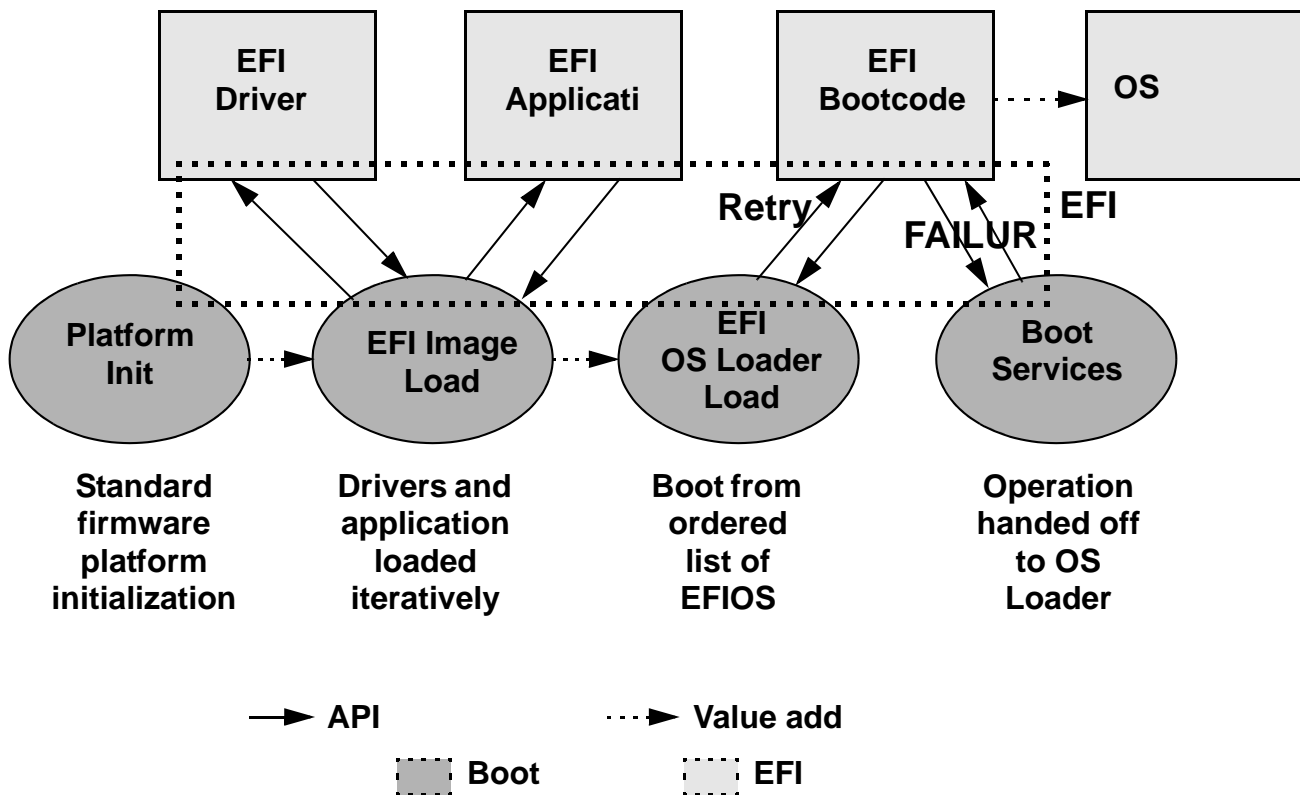 EFI
Driver
EFI
Applicati
EFI
Bootcode
OS
Retry
FAILUR
EFI
Platform
Init
EFI Image
Load
EFI
OS Loader
Load
Boot
Services
Standard
firmware
platform
initialization
Drivers and
application
loaded
iteratively
Boot from
ordered
list of
EFIOS
Operation
handed off
to OS
Loader
API
Value add
Boot
EFI